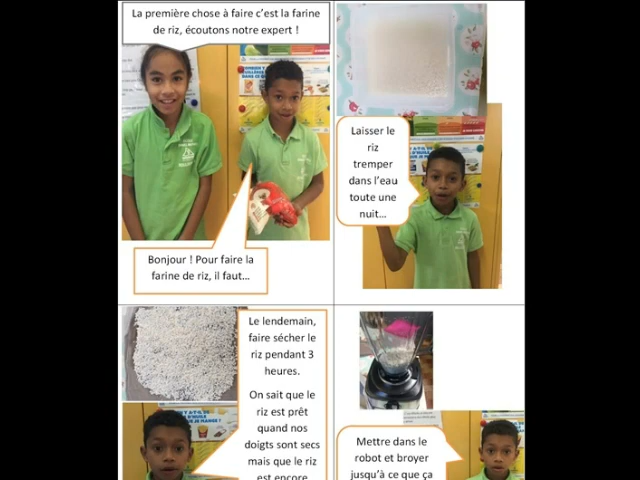 La première chose à faire c'est la farine
de riz, écoutons notre expert !
Bonjour ! Pour faire la
farine de riz, il faut…
Laisser le
riz
tremper
dans l'eau
toute une
nuit…
Le lendemain,
faire sécher le
riz pendant 3
heures.
On sait que le
riz est prêt
quand nos
doigts sont secs
mais que le riz
est encore
Mettre dans le
robot et broyer
jusqu'à ce que ça